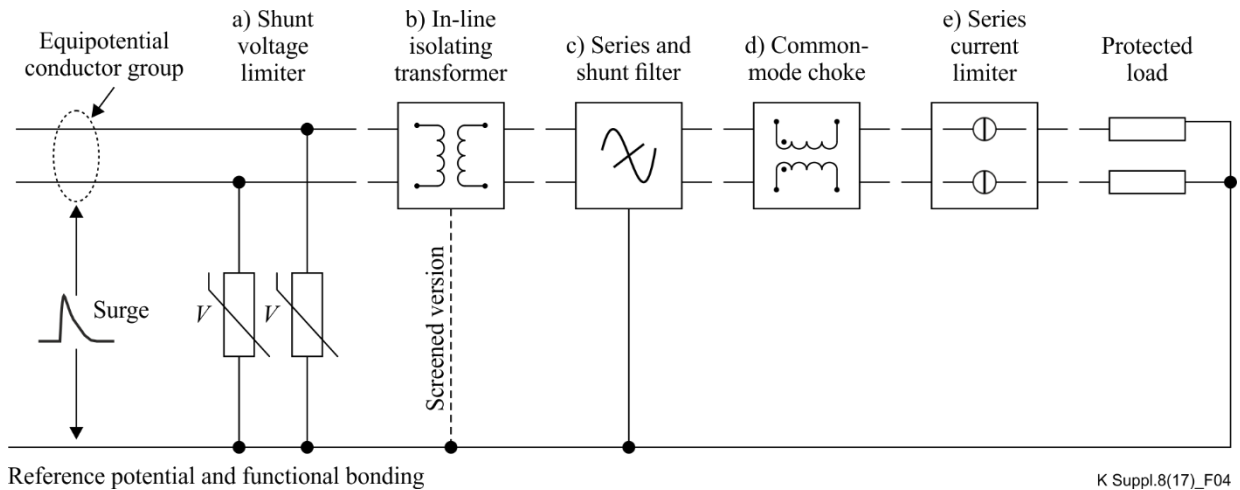 Equipotential
conductor group
a) Shunt
voltage
limiter
b) In-line
isolating
transformer
c) Series and
shunt filter
d) Common-
mode choke
e) Series
current
limiter
Protected
load
Surge
V
V
Screened version
Reference potential and functional bonding
K Suppl.8(17)_F04